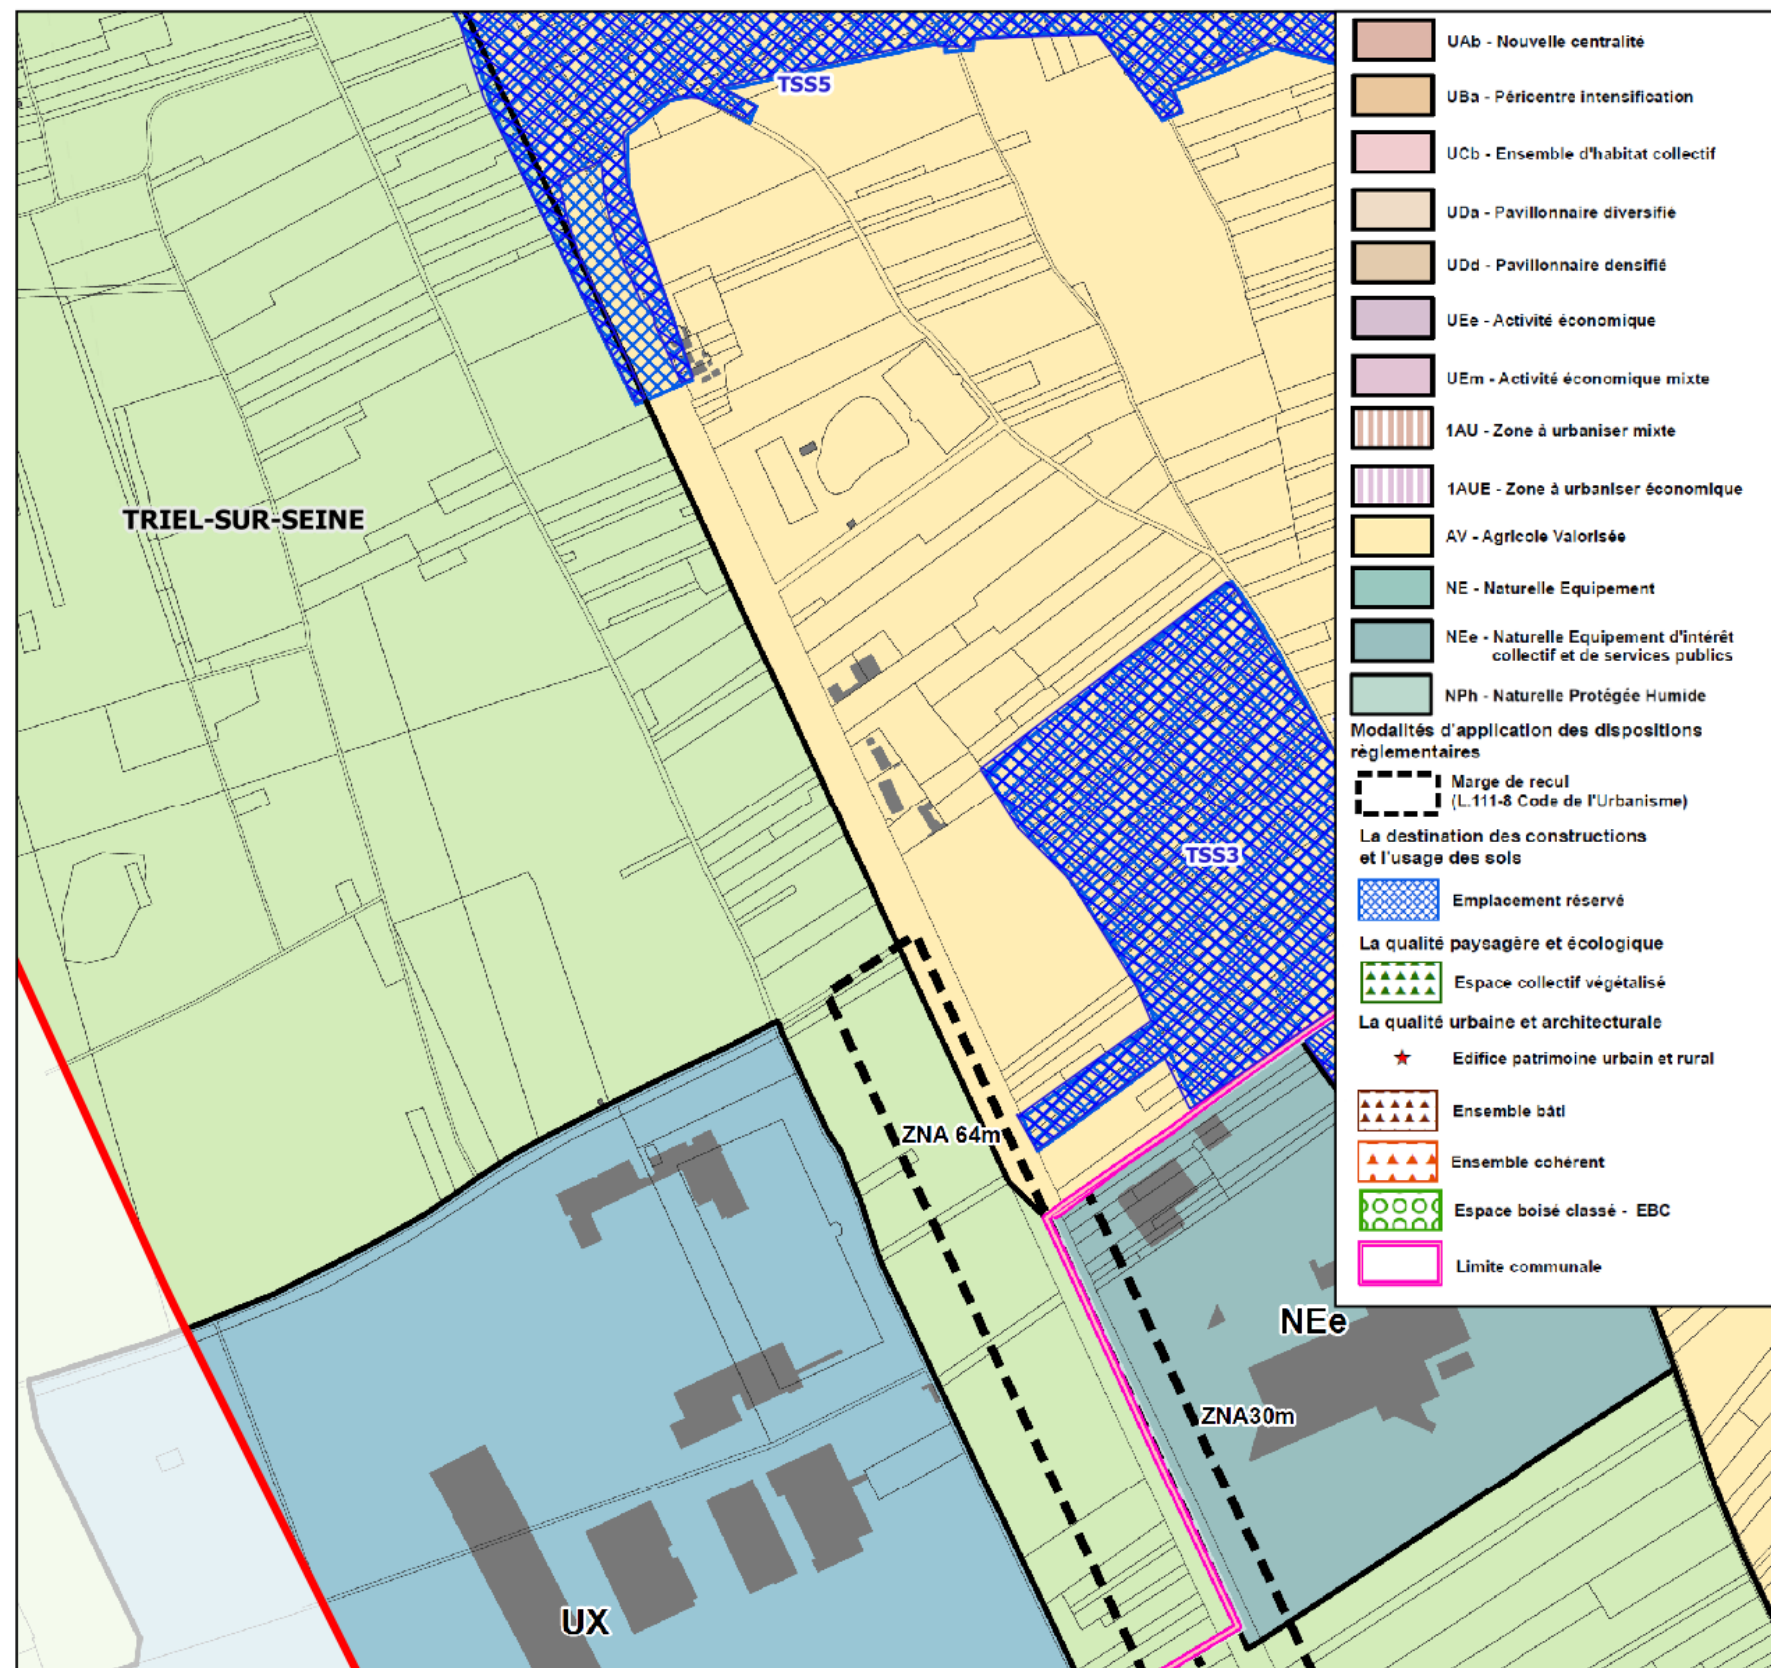 TSS5
TRIEL-SUR-SEINE
TSS3
ZNA 64m
NEe
ZNA30m
UX
UAb - Nouvelle centralité
UBa - Péricentre intensification
UCb - Ensemble d'habitat collectif
UDa - Pavillonnaire diversifié
UDd - Pavillonnaire densifié
UEe - Activité économique
UEm - Activité économique mixte
1AU - Zone à urbaniser mixte
1AUE - Zone à urbaniser économique
AV - Agricole Valorisée
NE - Naturelle Equipement
NEe - Naturelle Equipement d'intérêt
collectif et de services publics
NPh - Naturelle Protégée Humide
Modalités d'application des dispositions
règlementaires
Marge de recul
(L.111-8 Code de l'Urbanisme)
La destination des constructions
et l'usage des sols
Emplacement réservé
La qualité paysagère et écologique
Espace collectif végétalisé
La qualité urbaine et architecturale
Edifice patrimoine urbain et rural
Ensemble bâti
Ensemble cohérent
Espace boisé classé - EBC
Limite communale